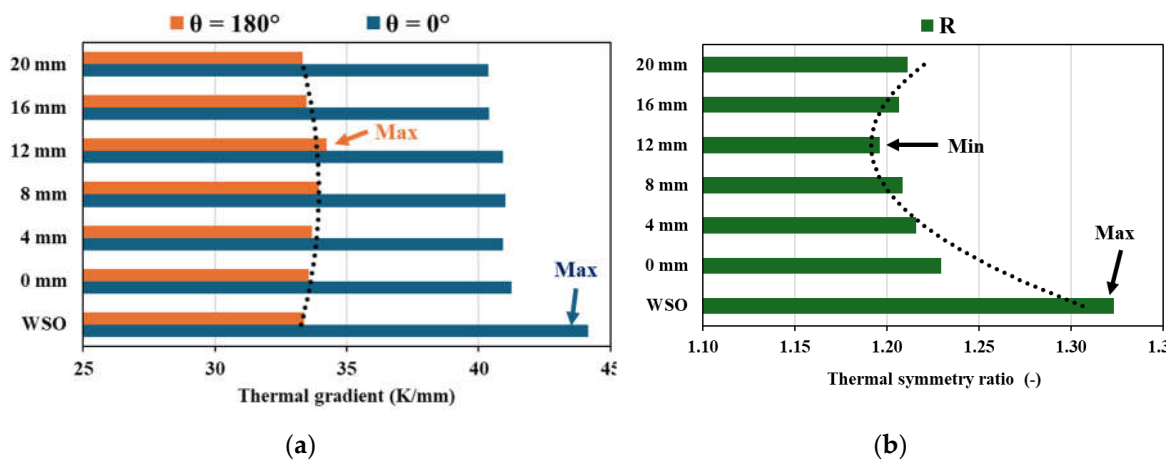 θ = 180° θ = 0°
20 mm
16 mm
12 mm
8 mm
4 mm
0 mm
WSO
Max
Max
25 30 35 40 45
Thermal gradient (K/mm)
(a)
R
20 mm
16 mm
12 mm
8 mm
4 mm
0 mm
WSO
Min
Max
1.10 1.15 1.20 1.25 1.30
Thermal symmetry ratio (-)
(b)